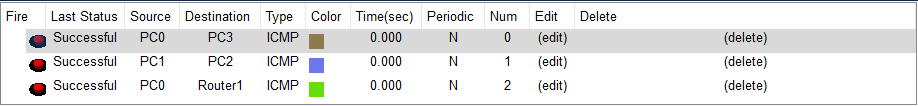 Fire Last Status Source Destination Type Color Time(sec) Periodic Num Edit Delete
Successful PC0 PC3 ICMP 0.000 N 0 (edit) (delete)
Successful PC1 PC2 ICMP 0.000 N 1 (edit) (delete)
Successful PC0 Router1 ICMP 0.000 N 2 (edit) (delete)